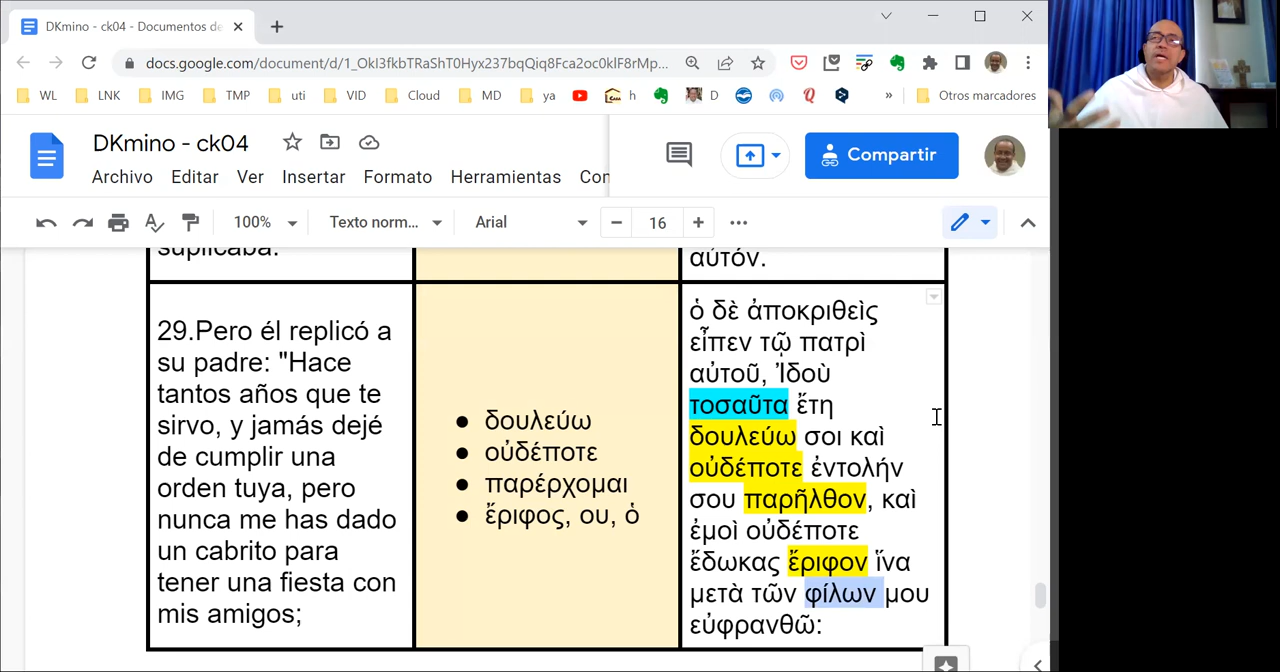 DKmino - ck04 - Documentos de
docs.google.com/document/d/1_OkI3fkbTRaShT0Hyx237bqQiq8Fca2oc0klF8rMp...
WL LNK IMG TMP uti VID Cloud MD ya h D » Otros marcadores
DKmino - ck04
Compartir
Archivo Editar Ver Insertar Formato Herramientas Con
100% Texto norm... Arial 16
suplicaba.
αὐτόν.
29.Pero él replicó a
su padre: "Hace
tantos años que te
sirvo, y jamás dejé
de cumplir una
orden tuya, pero
nunca me has dado
un cabrito para
tener una fiesta con
mis amigos;
● δουλεύω
● οὐδέποτε
● παρέρχομαι
● ἔριφος, ου, ὁ
ὁ δὲ ἀποκριθεὶς
εἶπεν τῷ πατρὶ
αὐτοῦ, Ἰδοὺ
τοσαῦτα ἔτη
δουλεύω σοι καὶ
οὐδέποτε ἐντολήν
σου παρῆλθον, καὶ
ἐμοὶ οὐδέποτε
ἔδωκας ἔριφον ἵνα
μετὰ τῶν φίλων μου
εὐφρανθῶ: